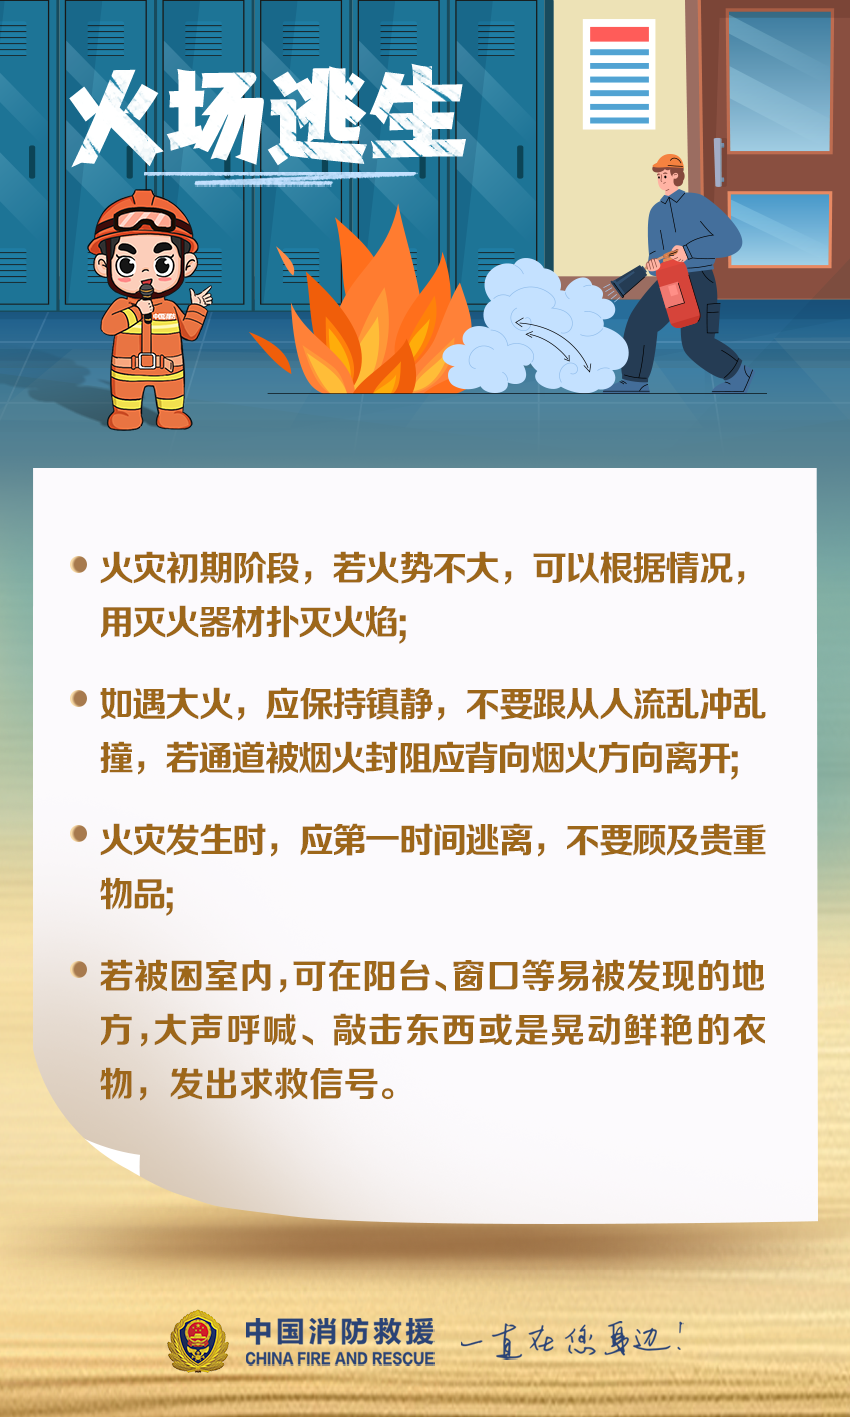 火场逃生
火灾初期阶段，若火势不大，可以根据情况，
用灭火器材扑灭火焰;
如遇大火，应保持镇静，不要跟从人流乱冲乱
撞，若通道被烟火封阻应背向烟火方向离开;
火灾发生时，应第一时间逃离，不要顾及贵重
物品;
若被困室内,可在阳台、窗口等易被发现的地
方,大声呼喊、敲击东西或是晃动鲜艳的衣
物，发出求救信号。
中国消防救援
CHINA FIRE AND RESCUE
一直在您身边!